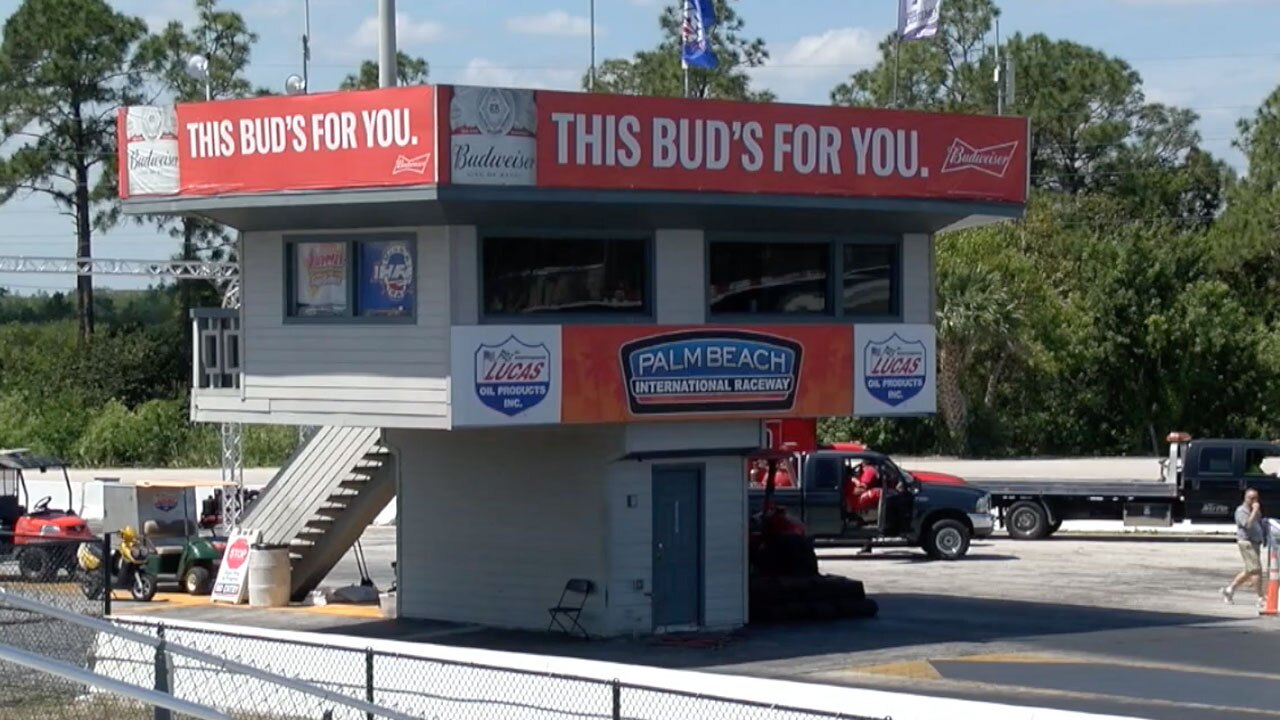 THIS BUD'S FOR YOU.
Budweiser
Budweiser
Budweiser
THIS BUD'S FOR YOU.
Budweiser
LUCAS
OIL PRODUCTS
INC.
PALM BEACH
INTERNATIONAL RACEWAY
LUCAS
OIL PRODUCTS
INC.
STOP